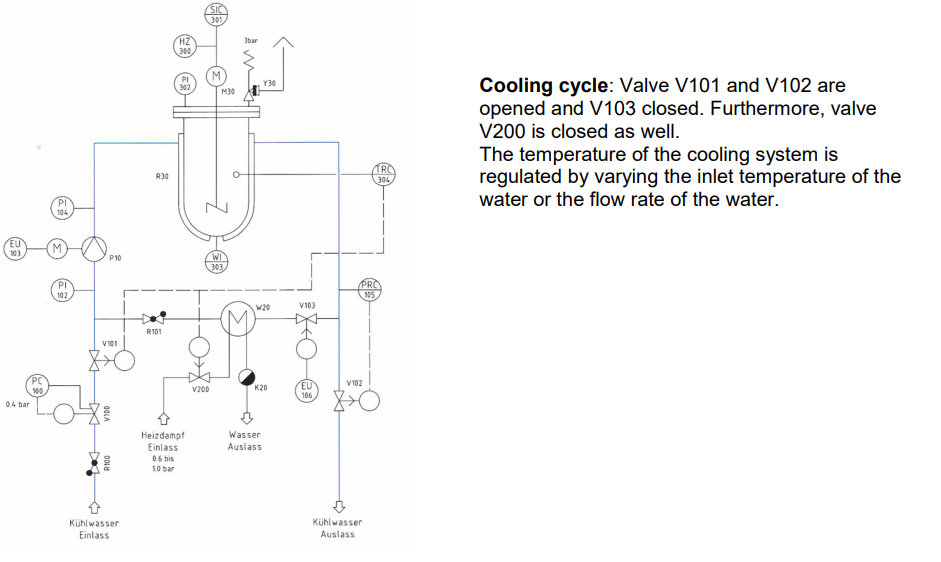 SIC
301
HZ
300
3bar
PI
302
M
M30
Y30
Cooling cycle: Valve V101 and V102 are
opened and V103 closed. Furthermore, valve
V200 is closed as well.
The temperature of the cooling system is
regulated by varying the inlet temperature of the
water or the flow rate of the water.
R30
TRC
304
PI
104
EU
103
M
P10
WI
303
PI
102
PRC
105
W20
V103
R101
V101
V200
K20
EU
106
V102
PC
100
0.4 bar
V100
Heizdampf
Einlass
0.6 bis
1.0 bar
Wasser
Auslass
R100
Kühlwasser
Einlass
Kühlwasser
Auslass